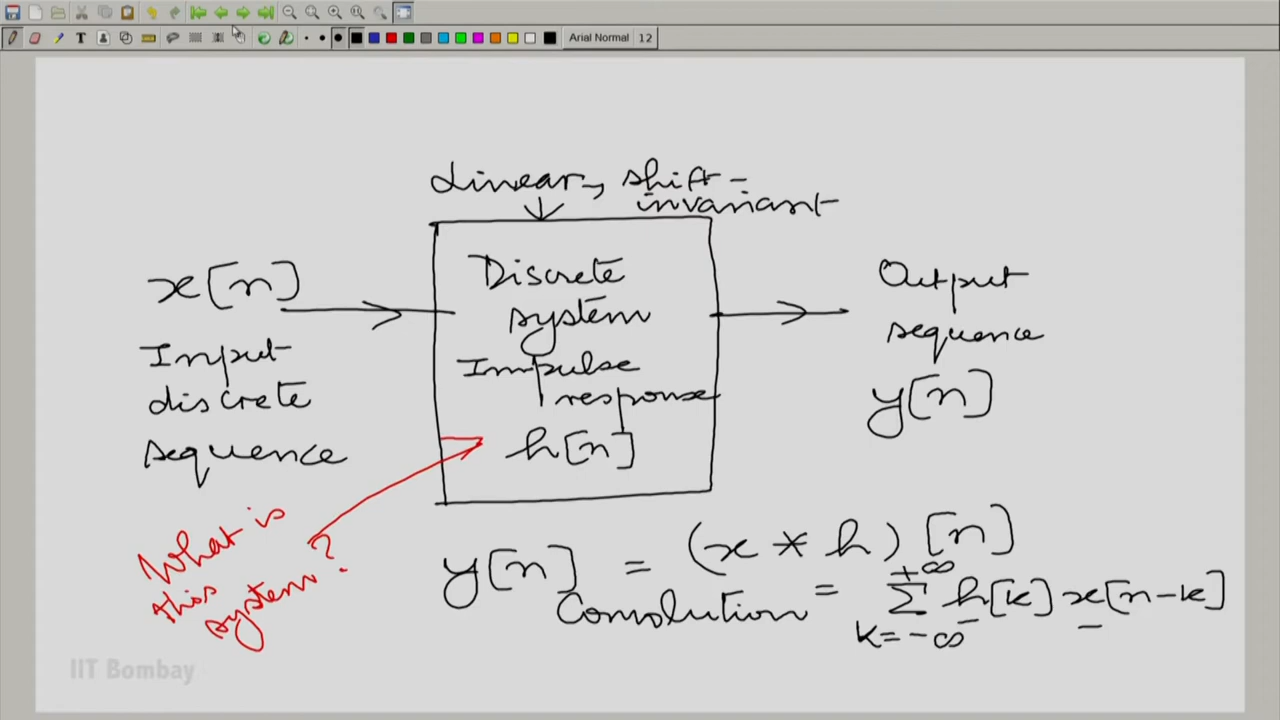 Arial Normal 12
Linear, shift-
invariant
x[n]
Input
discrete
sequence
Discrete
system
Impulse
response
h[n]
Output
sequence
y[n]
What is
this
system?
y[n] = (x * h)[n]
Convolution = +∞ Σ k=-∞ h[k] x[n-k]
IIT Bombay